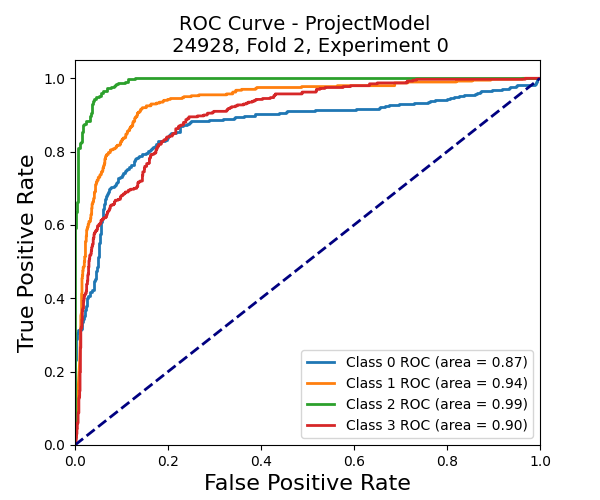 ROC Curve - ProjectModel
24928, Fold 2, Experiment 0
True Positive Rate
1.0
0.8
0.6
0.4
0.2
0.0
Class 0 ROC (area = 0.87)
Class 1 ROC (area = 0.94)
Class 2 ROC (area = 0.99)
Class 3 ROC (area = 0.90)
0.0 0.2 0.4 0.6 0.8 1.0
False Positive Rate